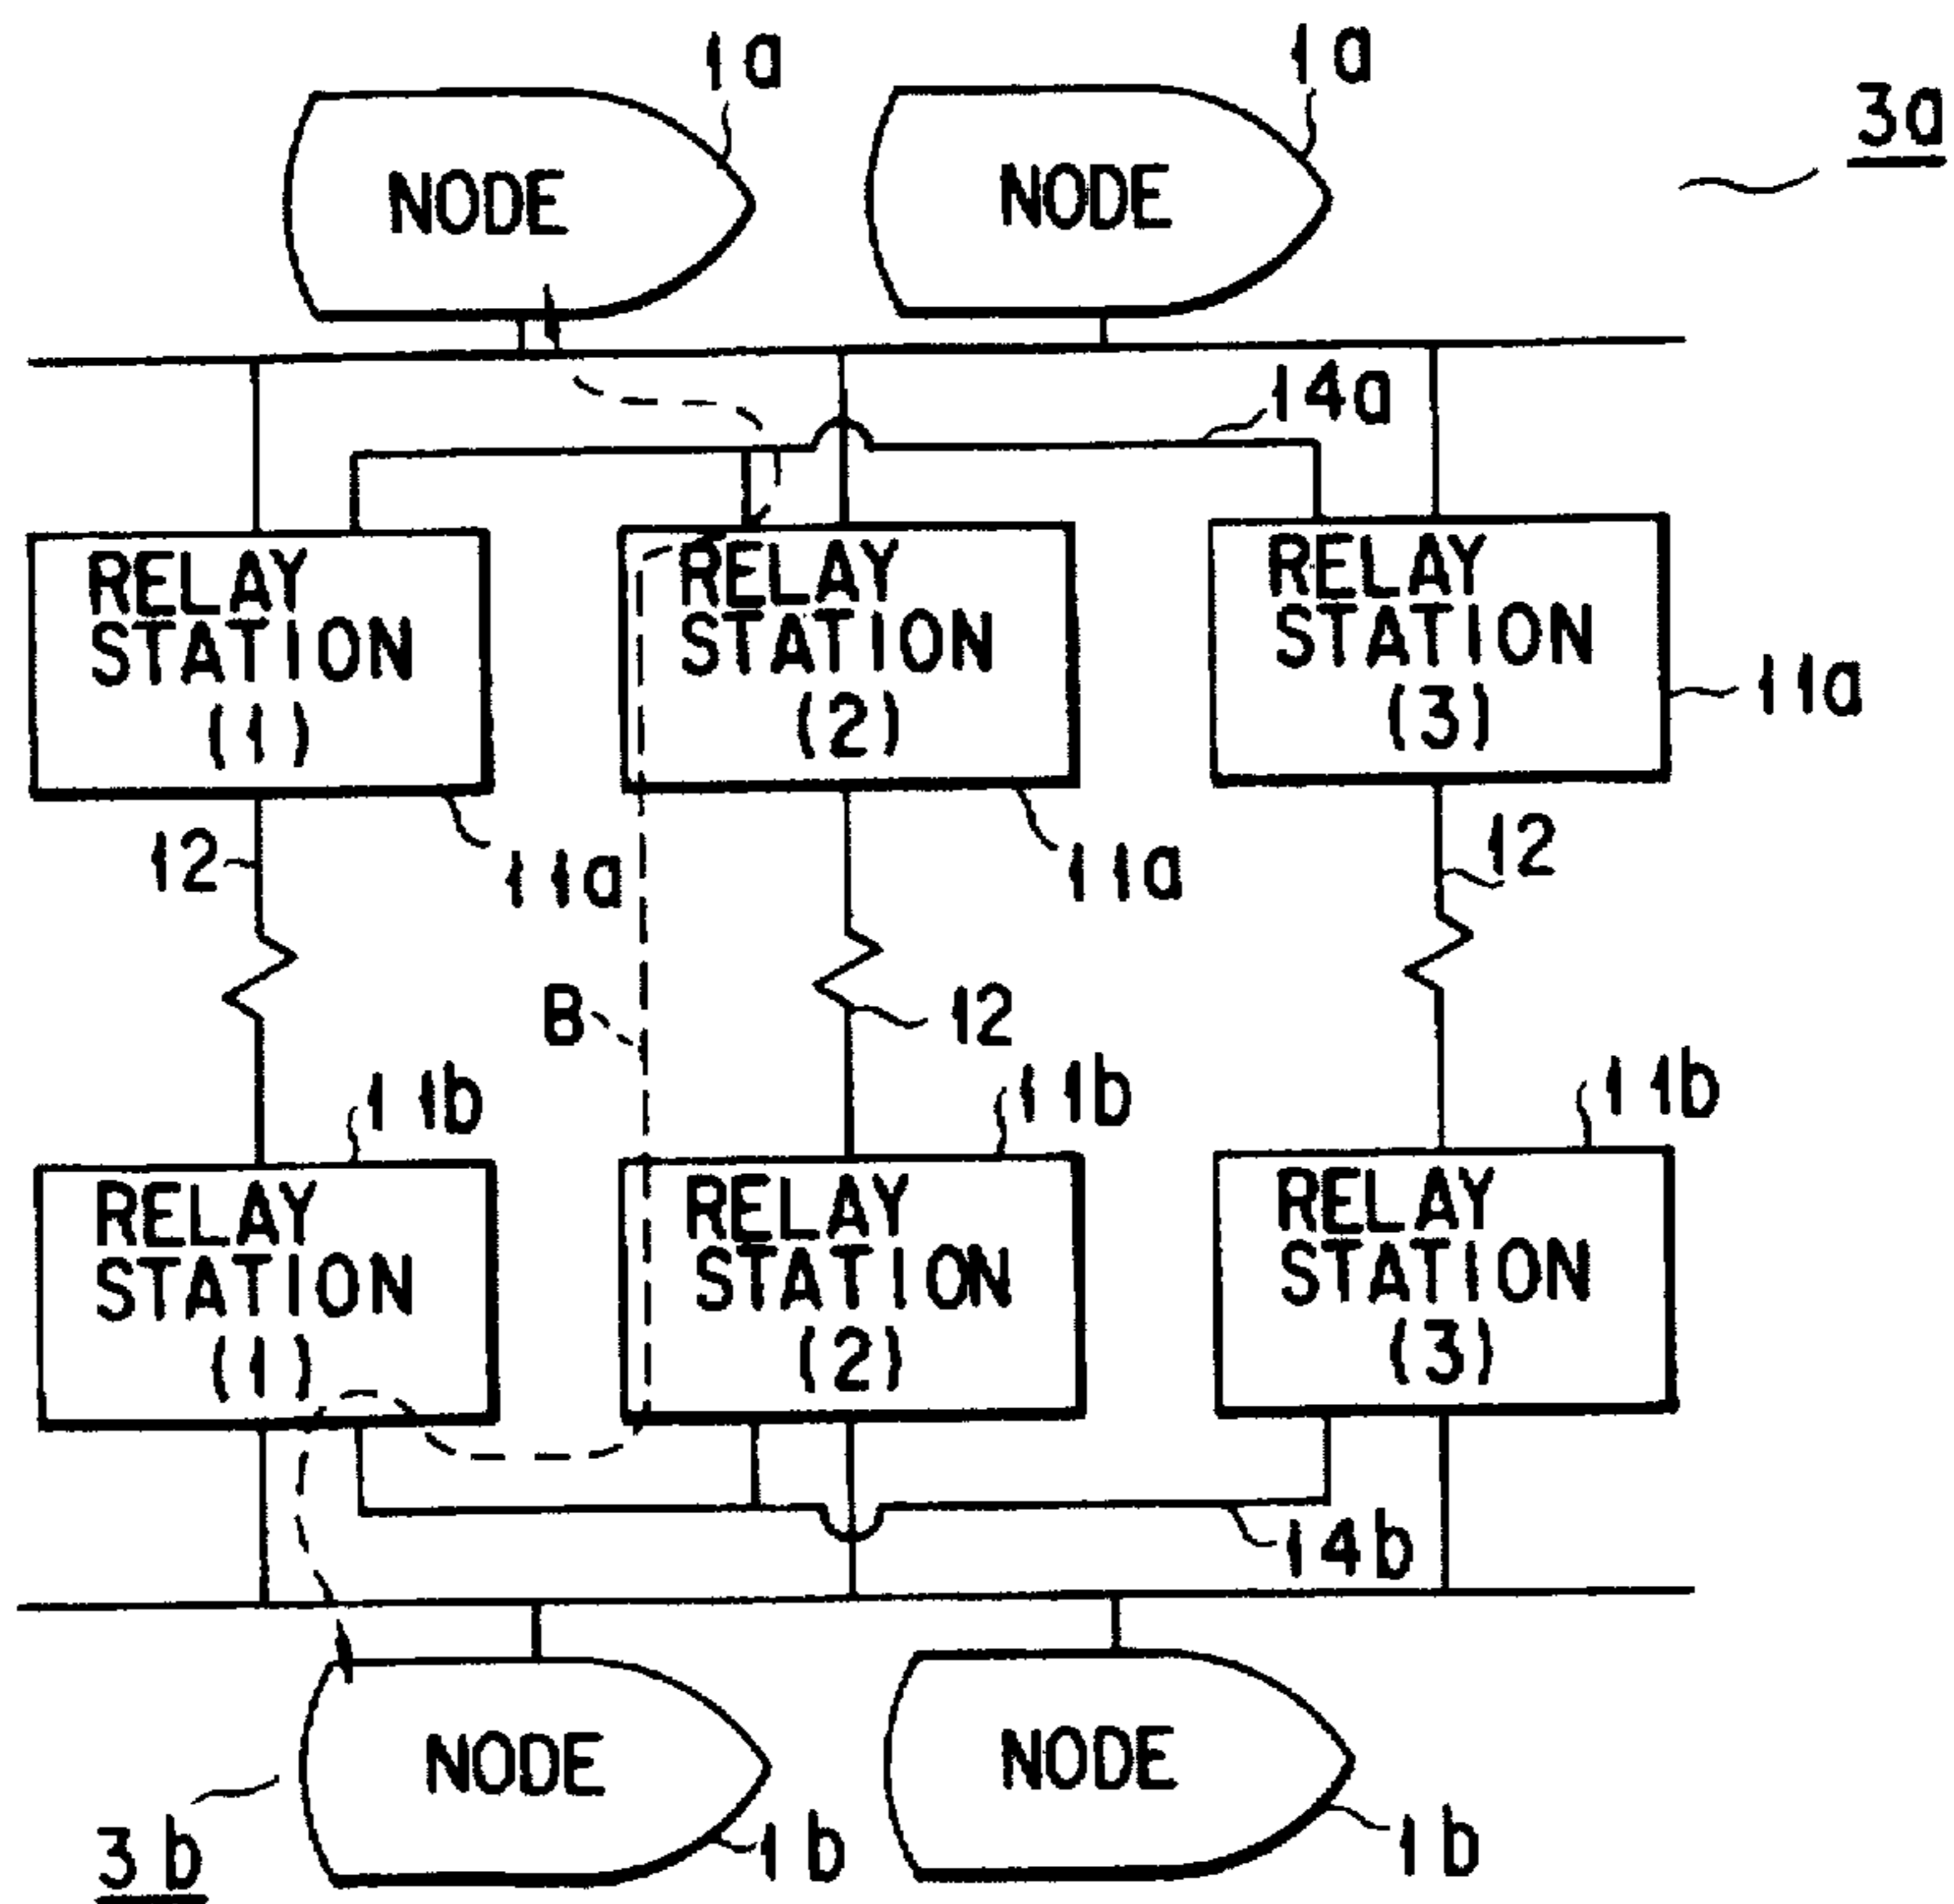 1a
1a
3a
NODE
NODE
14a
RELAY
STATION
(1)
RELAY
STATION
(2)
RELAY
STATION
(3)
11a
12
11a
11a
12
B
12
11b
11b
11b
RELAY
STATION
(1)
RELAY
STATION
(2)
RELAY
STATION
(3)
14b
NODE
NODE
3b
1b
1b